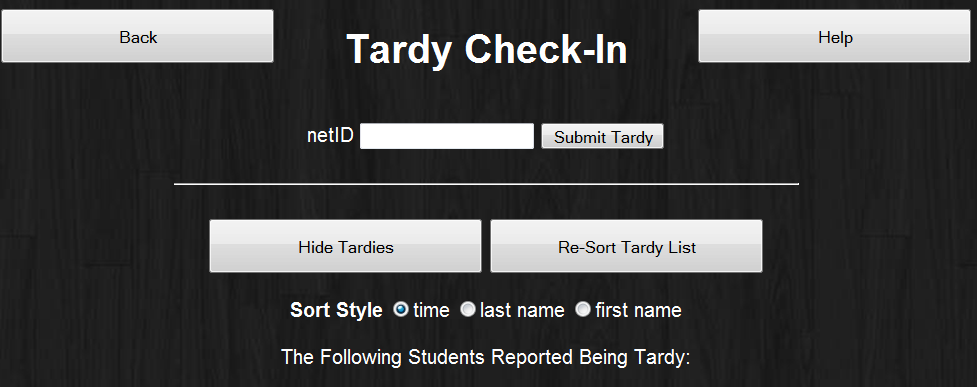 Back
Tardy Check-In
Help
netID Submit Tardy
Hide Tardies
Re-Sort Tardy List
Sort Style time last name first name
The Following Students Reported Being Tardy: